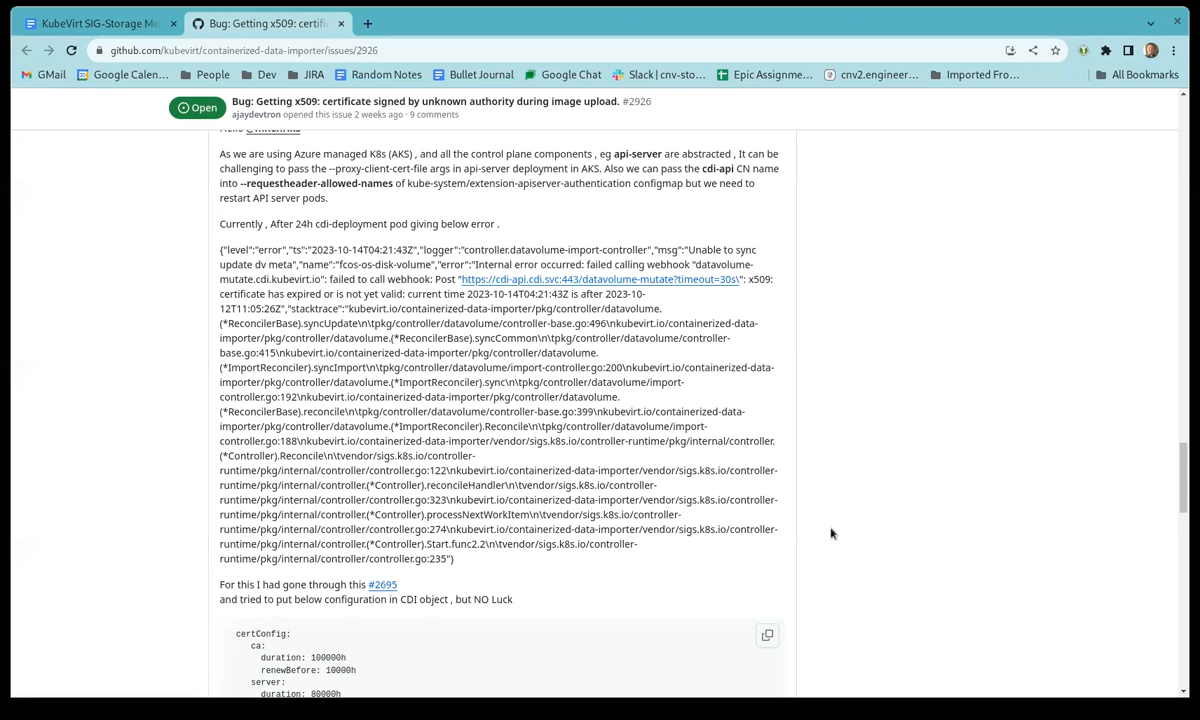 KubeVirt SIG-Storage Me
Bug: Getting x509: certifi
github.com/kubevirt/containerized-data-importer/issues/2926
GMail
Google Calen...
People
Dev
JIRA
Random Notes
Bullet Journal
Google Chat
Slack | cnv-sto...
Epic Assignme...
cnv2.engineer...
Imported Fro...
All Bookmarks
Open
Bug: Getting x509: certificate signed by unknown authority during image upload. #2926
ajaydevtron opened this issue 2 weeks ago · 9 comments
As we are using Azure managed K8s (AKS) , and all the control plane components , eg api-server are abstracted , It can be
challenging to pass the --proxy-client-cert-file args in api-server deployment in AKS. Also we can pass the cdi-api CN name
into --requestheader-allowed-names of kube-system/extension-apiserver-authentication configmap but we need to
restart API server pods.
Currently , After 24h cdi-deployment pod giving below error .
{"level":"error","ts":"2023-10-14T04:21:43Z","logger":"controller.datavolume-import-controller","msg":"Unable to sync
update dv meta","name":"fcos-os-disk-volume","error":"Internal error occurred: failed calling webhook \"datavolume-
mutate.cdi.kubevirt.io": failed to call webhook: Post "https://cdi-api.cdi.svc:443/datavolume-mutate?timeout=30s\": x509:
certificate has expired or is not yet valid: current time 2023-10-14T04:21:43Z is after 2023-10-
12T11:05:26Z","stacktrace":"kubevirt.io/containerized-data-importer/pkg/controller/datavolume.
(*ReconcilerBase).syncUpdate\n\tpkg/controller/datavolume/controller-base.go:496\nkubevirt.io/containerized-data-
importer/pkg/controller/datavolume.(*ReconcilerBase).syncCommon\n\tpkg/controller/datavolume/controller-
base.go:415\nkubevirt.io/containerized-data-importer/pkg/controller/datavolume.
(*ImportReconciler).syncImport\n\tpkg/controller/datavolume/import-controller.go:200\nkubevirt.io/containerized-data-
importer/pkg/controller/datavolume.(*ImportReconciler).sync\n\tpkg/controller/datavolume/import-
controller.go:192\nkubevirt.io/containerized-data-importer/pkg/controller/datavolume.
(*ReconcilerBase).reconcile\n\tpkg/controller/datavolume/controller-base.go:399\nkubevirt.io/containerized-data-
importer/pkg/controller/datavolume.(*ImportReconciler).Reconcile\n\tpkg/controller/datavolume/import-
controller.go:188\nkubevirt.io/containerized-data-importer/vendor/sigs.k8s.io/controller-runtime/pkg/internal/controller.
(*Controller).Reconcile\n\tvendor/sigs.k8s.io/controller-
runtime/pkg/internal/controller/controller.go:122\nkubevirt.io/containerized-data-importer/vendor/sigs.k8s.io/controller-
runtime/pkg/internal/controller.(*Controller).reconcileHandler\n\tvendor/sigs.k8s.io/controller-
runtime/pkg/internal/controller/controller.go:323\nkubevirt.io/containerized-data-importer/vendor/sigs.k8s.io/controller-
runtime/pkg/internal/controller.(*Controller).processNextWorkItem\n\tvendor/sigs.k8s.io/controller-
runtime/pkg/internal/controller/controller.go:274\nkubevirt.io/containerized-data-importer/vendor/sigs.k8s.io/controller-
runtime/pkg/internal/controller.(*Controller).Start.func2.2\n\tvendor/sigs.k8s.io/controller-
runtime/pkg/internal/controller/controller.go:235"}
For this I had gone through this #2695
and tried to put below configuration in CDI object , but NO Luck
certConfig:
ca:
duration: 100000h
renewBefore: 10000h
server:
duration: 80000h